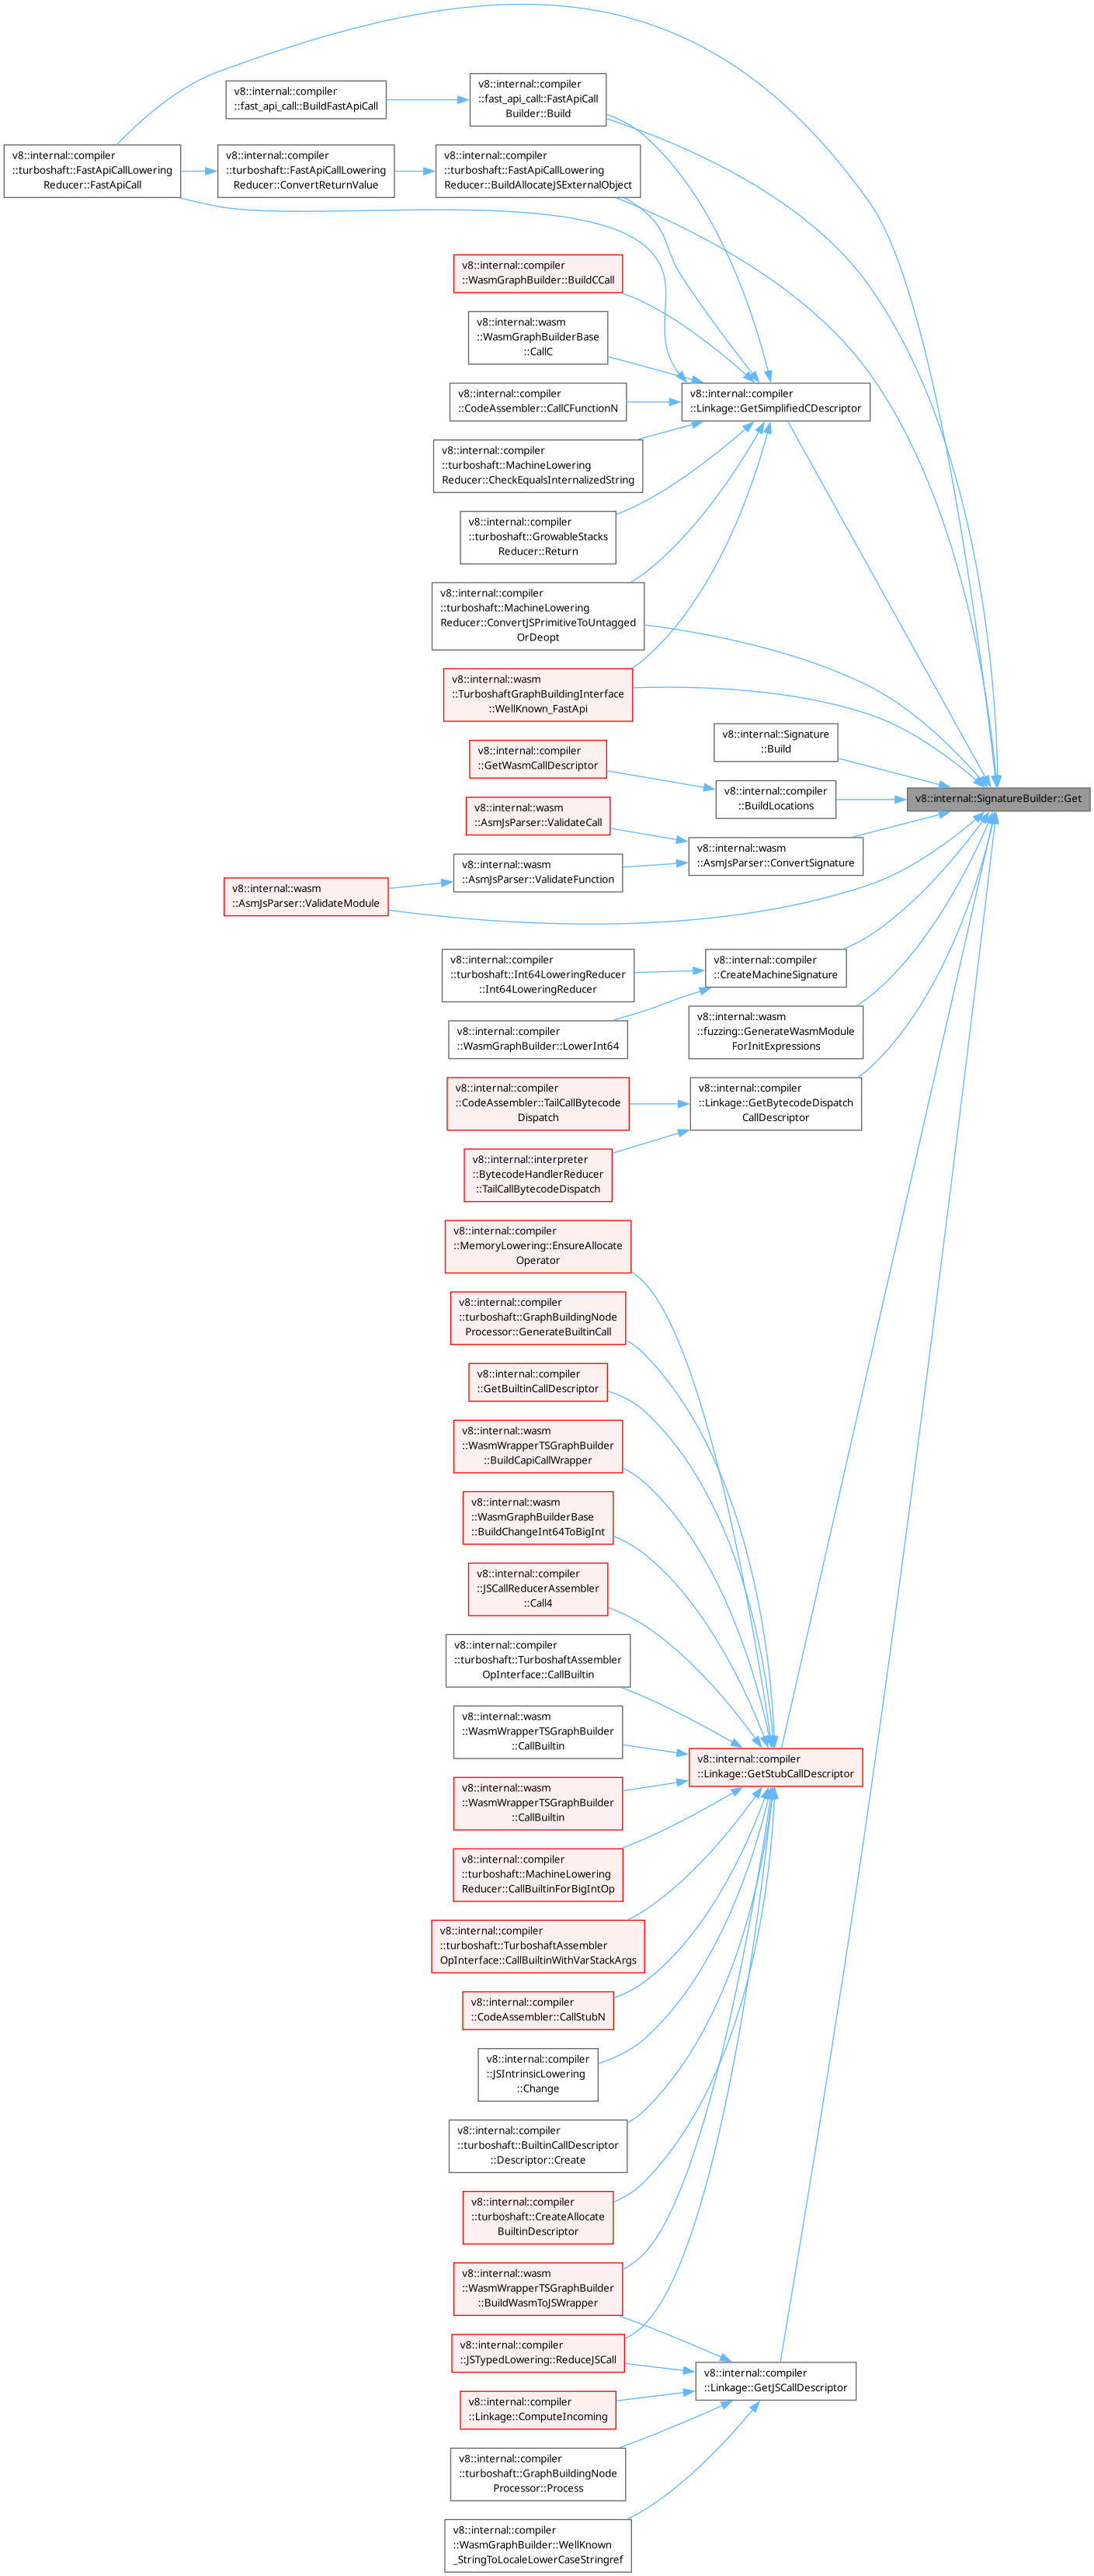 v8::internal::compiler
::fast_api_call::FastApiCall
Builder::Build
v8::internal::compiler
::fast_api_call::BuildFastApiCall
v8::internal::compiler
::turboshaft::FastApiCallLowering
Reducer::FastApiCall
v8::internal::compiler
::turboshaft::FastApiCallLowering
Reducer::ConvertReturnValue
v8::internal::compiler
::turboshaft::FastApiCallLowering
Reducer::BuildAllocateJSExternalObject
v8::internal::compiler
::WasmGraphBuilder::BuildCCall
v8::internal::wasm
::WasmGraphBuilderBase
::CallC
v8::internal::compiler
::CodeAssembler::CallCFunctionN
v8::internal::compiler
::Linkage::GetSimplifiedCDescriptor
v8::internal::compiler
::turboshaft::MachineLowering
Reducer::CheckEqualsInternalizedString
v8::internal::compiler
::turboshaft::GrowableStacks
Reducer::Return
v8::internal::compiler
::turboshaft::MachineLowering
Reducer::ConvertJSPrimitiveToUntagged
OrDeopt
v8::internal::wasm
::TurboshaftGraphBuildingInterface
::WellKnown_FastApi
v8::internal::Signature
::Build
v8::internal::compiler
::GetWasmCallDescriptor
v8::internal::compiler
::BuildLocations
v8::internal::SignatureBuilder::Get
v8::internal::wasm
::AsmJsParser::ValidateCall
v8::internal::wasm
::AsmJsParser::ConvertSignature
v8::internal::wasm
::AsmJsParser::ValidateFunction
v8::internal::wasm
::AsmJsParser::ValidateModule
v8::internal::compiler
::turboshaft::Int64LoweringReducer
::Int64LoweringReducer
v8::internal::compiler
::CreateMachineSignature
v8::internal::compiler
::WasmGraphBuilder::LowerInt64
v8::internal::wasm
::fuzzing::GenerateWasmModule
ForInitExpressions
v8::internal::compiler
::CodeAssembler::TailCallBytecode
Dispatch
v8::internal::compiler
::Linkage::GetBytecodeDispatch
CallDescriptor
v8::internal::interpreter
::BytecodeHandlerReducer
::TailCallBytecodeDispatch
v8::internal::compiler
::MemoryLowering::EnsureAllocate
Operator
v8::internal::compiler
::turboshaft::GraphBuildingNode
Processor::GenerateBuiltinCall
v8::internal::compiler
::GetBuiltinCallDescriptor
v8::internal::wasm
::WasmWrapperTSGraphBuilder
::BuildCapiCallWrapper
v8::internal::wasm
::WasmGraphBuilderBase
::BuildChangeInt64ToBigInt
v8::internal::compiler
::JSCallReducerAssembler
::Call4
v8::internal::compiler
::turboshaft::TurboshaftAssembler
OpInterface::CallBuiltin
v8::internal::wasm
::WasmWrapperTSGraphBuilder
::CallBuiltin
v8::internal::compiler
::Linkage::GetStubCallDescriptor
v8::internal::wasm
::WasmWrapperTSGraphBuilder
::CallBuiltin
v8::internal::compiler
::turboshaft::MachineLowering
Reducer::CallBuiltinForBigIntOp
v8::internal::compiler
::turboshaft::TurboshaftAssembler
OpInterface::CallBuiltinWithVarStackArgs
v8::internal::compiler
::CodeAssembler::CallStubN
v8::internal::compiler
::JSIntrinsicLowering
::Change
v8::internal::compiler
::turboshaft::BuiltinCallDescriptor
::Descriptor::Create
v8::internal::compiler
::turboshaft::CreateAllocate
BuiltinDescriptor
v8::internal::wasm
::WasmWrapperTSGraphBuilder
::BuildWasmToJSWrapper
v8::internal::compiler
::JSTypedLowering::ReduceJSCall
v8::internal::compiler
::Linkage::GetJSCallDescriptor
v8::internal::compiler
::Linkage::ComputeIncoming
v8::internal::compiler
::turboshaft::GraphBuildingNode
Processor::Process
v8::internal::compiler
::WasmGraphBuilder::WellKnown
_StringToLocaleLowerCaseStringref